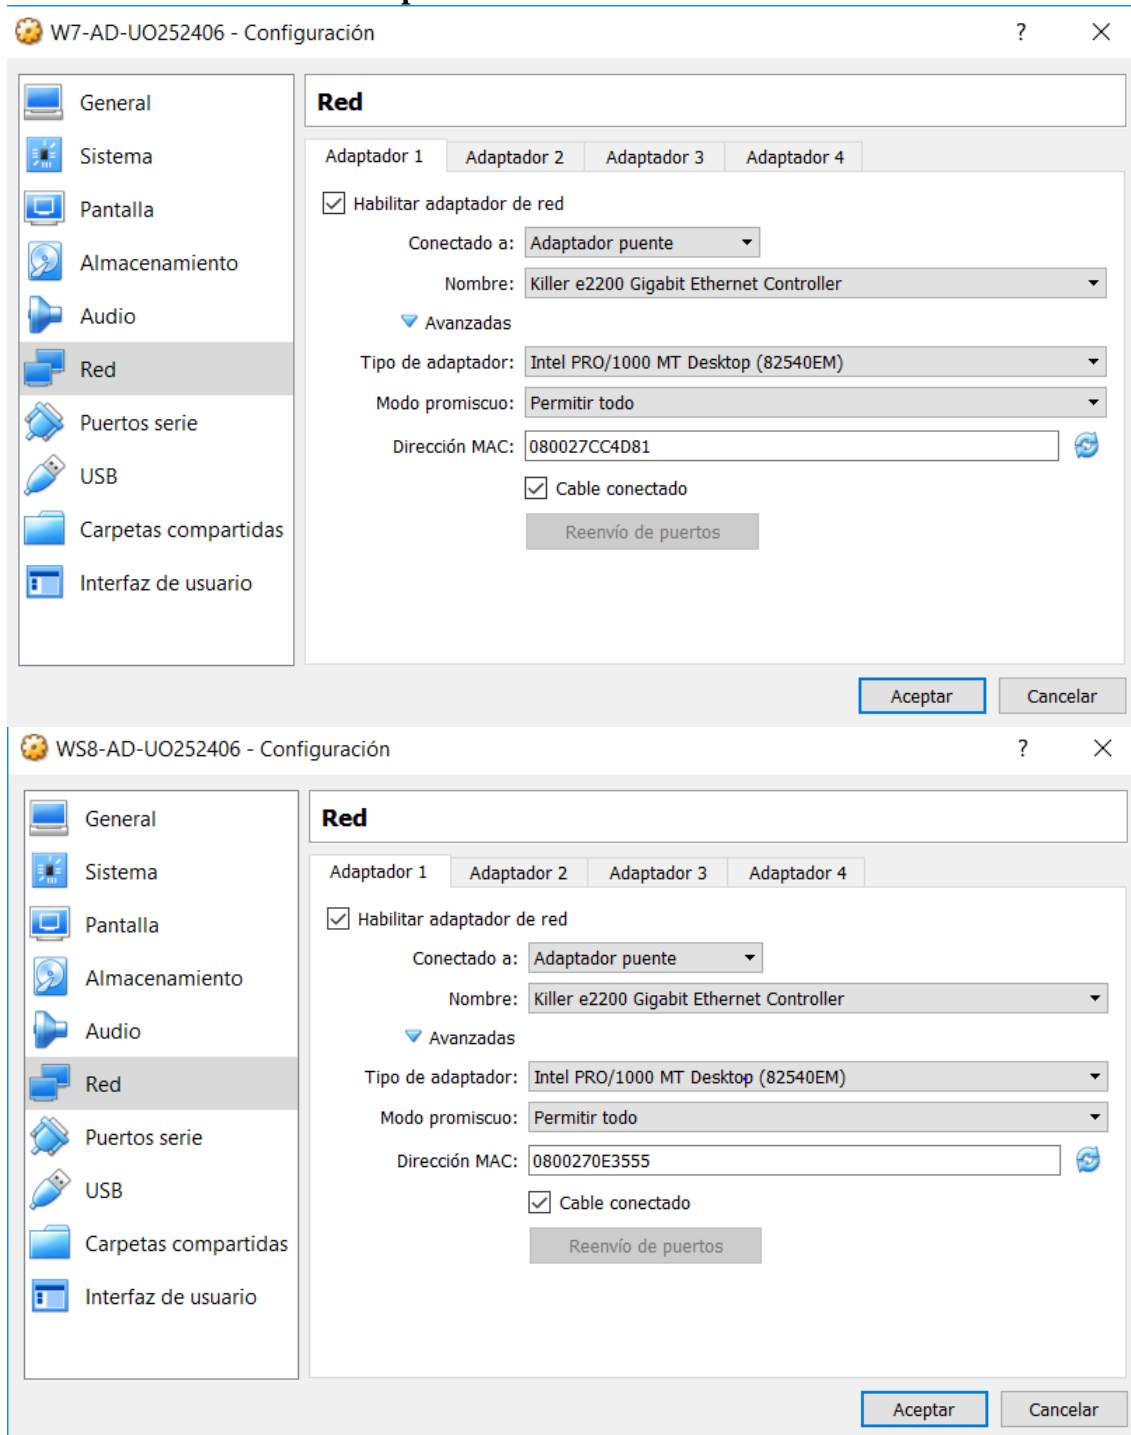 W7-AD-UO252406 - Configuración
?
General
Sistema
Pantalla
Almacenamiento
Audio
Red
Puertos serie
USB
Carpetas compartidas
Interfaz de usuario
Red
Adaptador 1 Adaptador 2 Adaptador 3 Adaptador 4
Habilitar adaptador de red
Conectado a: Adaptador puente
Nombre: Killer e2200 Gigabit Ethernet Controller
Avanzadas
Tipo de adaptador: Intel PRO/1000 MT Desktop (82540EM)
Modo promiscuo: Permitir todo
Dirección MAC: 080027CC4D81
Cable conectado
Reenvío de puertos
Aceptar Cancelar
WS8-AD-UO252406 - Configuración
?
General
Sistema
Pantalla
Almacenamiento
Audio
Red
Puertos serie
USB
Carpetas compartidas
Interfaz de usuario
Red
Adaptador 1 Adaptador 2 Adaptador 3 Adaptador 4
Habilitar adaptador de red
Conectado a: Adaptador puente
Nombre: Killer e2200 Gigabit Ethernet Controller
Avanzadas
Tipo de adaptador: Intel PRO/1000 MT Desktop (82540EM)
Modo promiscuo: Permitir todo
Dirección MAC: 0800270E3555
Cable conectado
Reenvío de puertos
Aceptar Cancelar